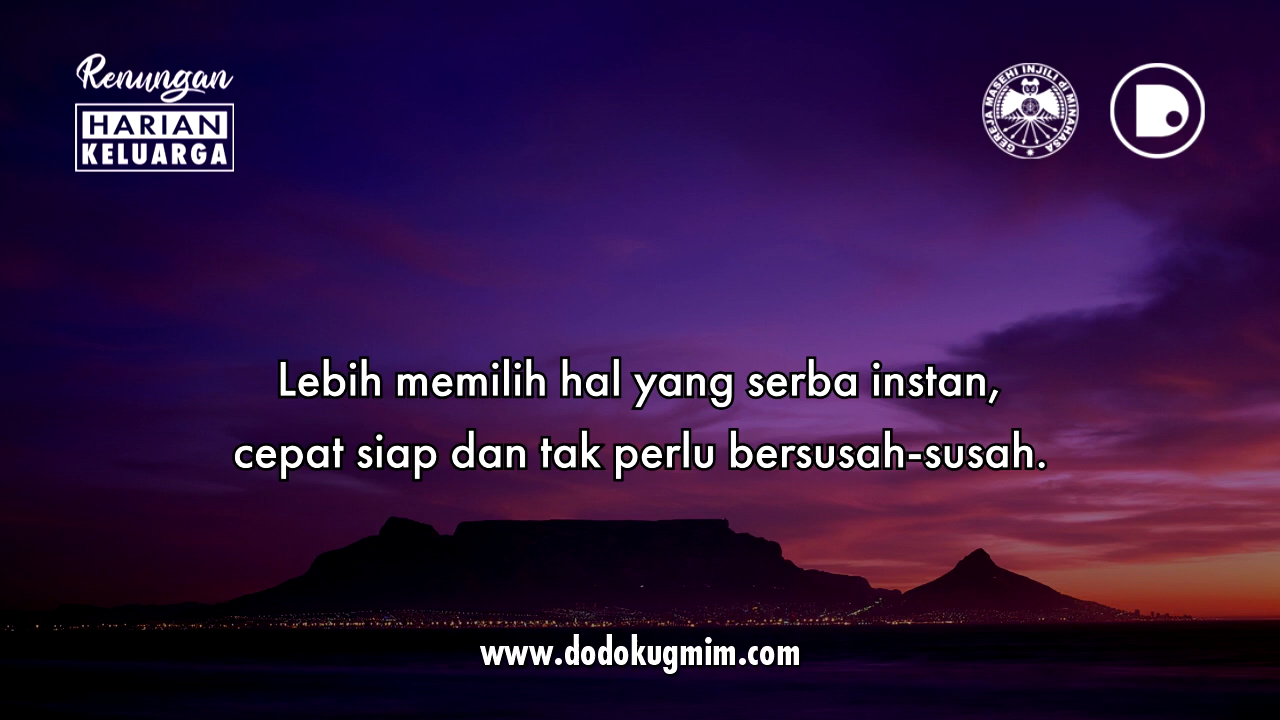 Renungan
HARIAN
KELUARGA
GEREJA MASEHI INJILI di MINAHASA
D
Lebih memilih hal yang serba instan,
cepat siap dan tak perlu bersusah-susah.
www.dodokugmim.com